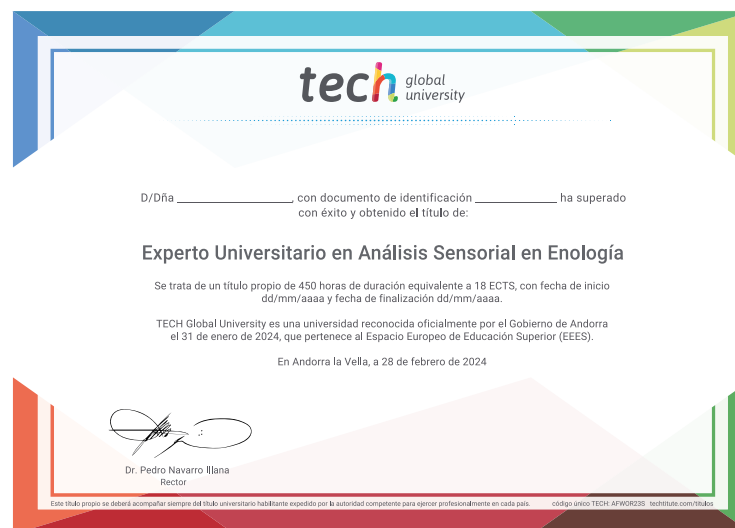 tech global university
D/Dña ____________________, con documento de identificación ______________ ha superado
con éxito y obtenido el título de:
Experto Universitario en Análisis Sensorial en Enología
Se trata de un título propio de 450 horas de duración equivalente a 18 ECTS, con fecha de inicio
dd/mm/aaaa y fecha de finalización dd/mm/aaaa.
TECH Global University es una universidad reconocida oficialmente por el Gobierno de Andorra
el 31 de enero de 2024, que pertenece al Espacio Europeo de Educación Superior (EEES).
En Andorra la Vella, a 28 de febrero de 2024
Dr. Pedro Navarro Illana
Rector
Este título propio se deberá acompañar siempre del título universitario habilitante expedido por la autoridad competente para ejercer profesionalmente en cada país. código único TECH: AFWOR23S techtitute.com/títulos